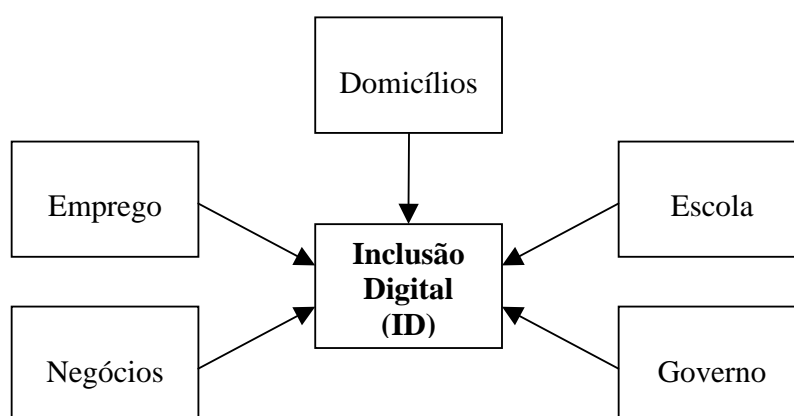 Domicílios
Emprego
Escola
Inclusão
Digital
(ID)
Negócios
Governo